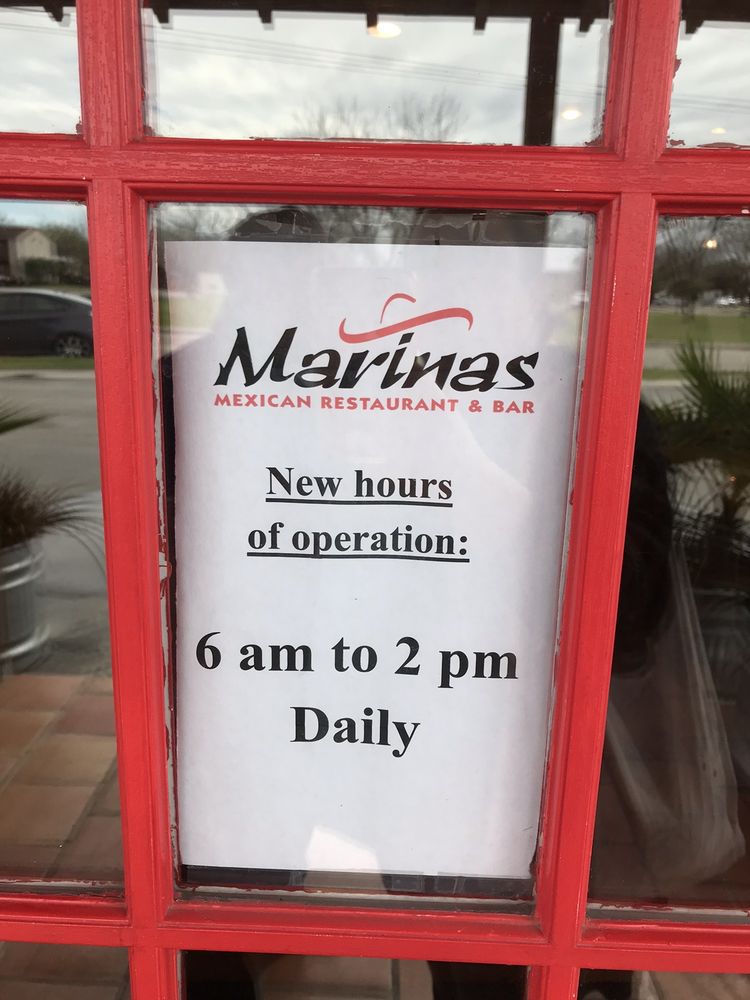 Marinas
MEXICAN RESTAURANT & BAR
New hours
of operation:
6 am to 2 pm
Daily